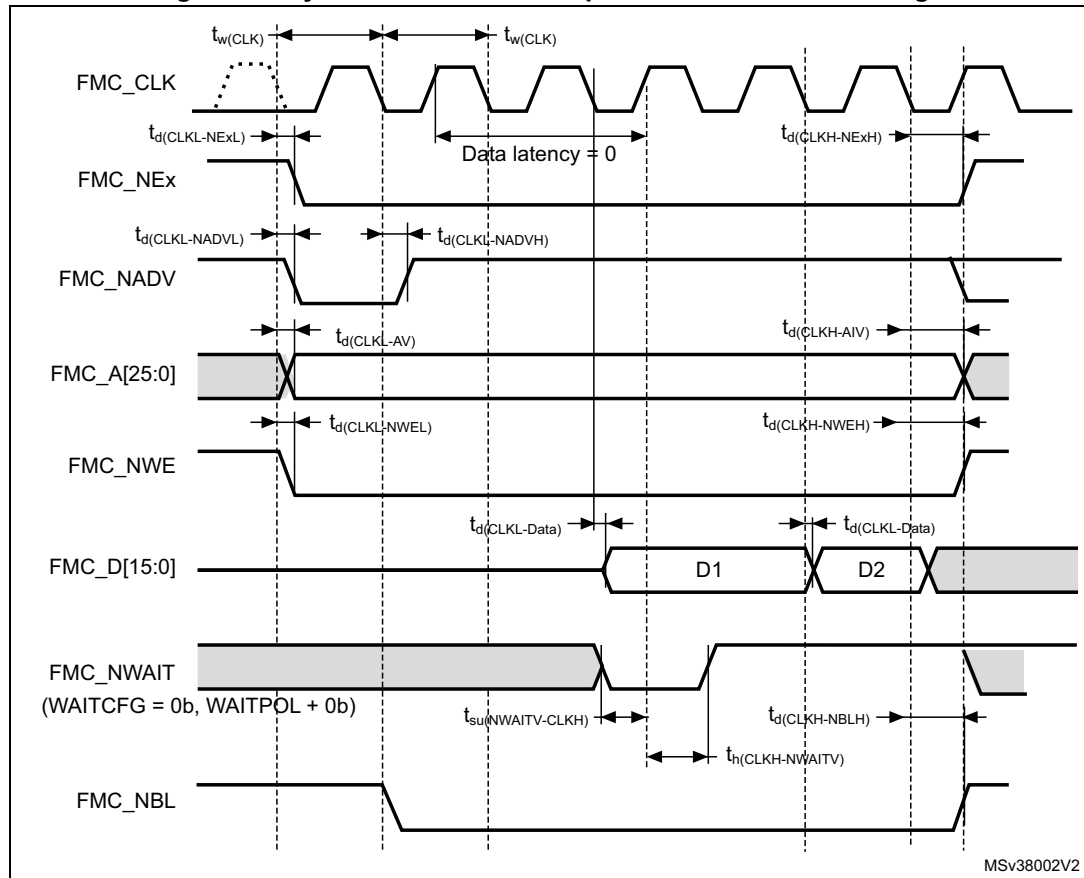 t_w(CLK) t_w(CLK)
FMC_CLK
t_d(CLKL-NExL) t_d(CLKH-NExH)
Data latency = 0
FMC_NEx
t_d(CLKL-NADVL) t_d(CLKL-NADVH)
FMC_NADV
t_d(CLKL-AV) t_d(CLKH-AIV)
FMC_A[25:0]
t_d(CLKL-NWEL) t_d(CLKH-NWEH)
FMC_NWE
t_d(CLKL-Data) t_d(CLKL-Data)
FMC_D[15:0] D1 D2
FMC_NWAIT
(WAITCFG = 0b, WAITPOL + 0b)
t_su(NWAITV-CLKH) t_d(CLKH-NBLH)
t_h(CLKH-NWAITV)
FMC_NBL
MSv38002V2